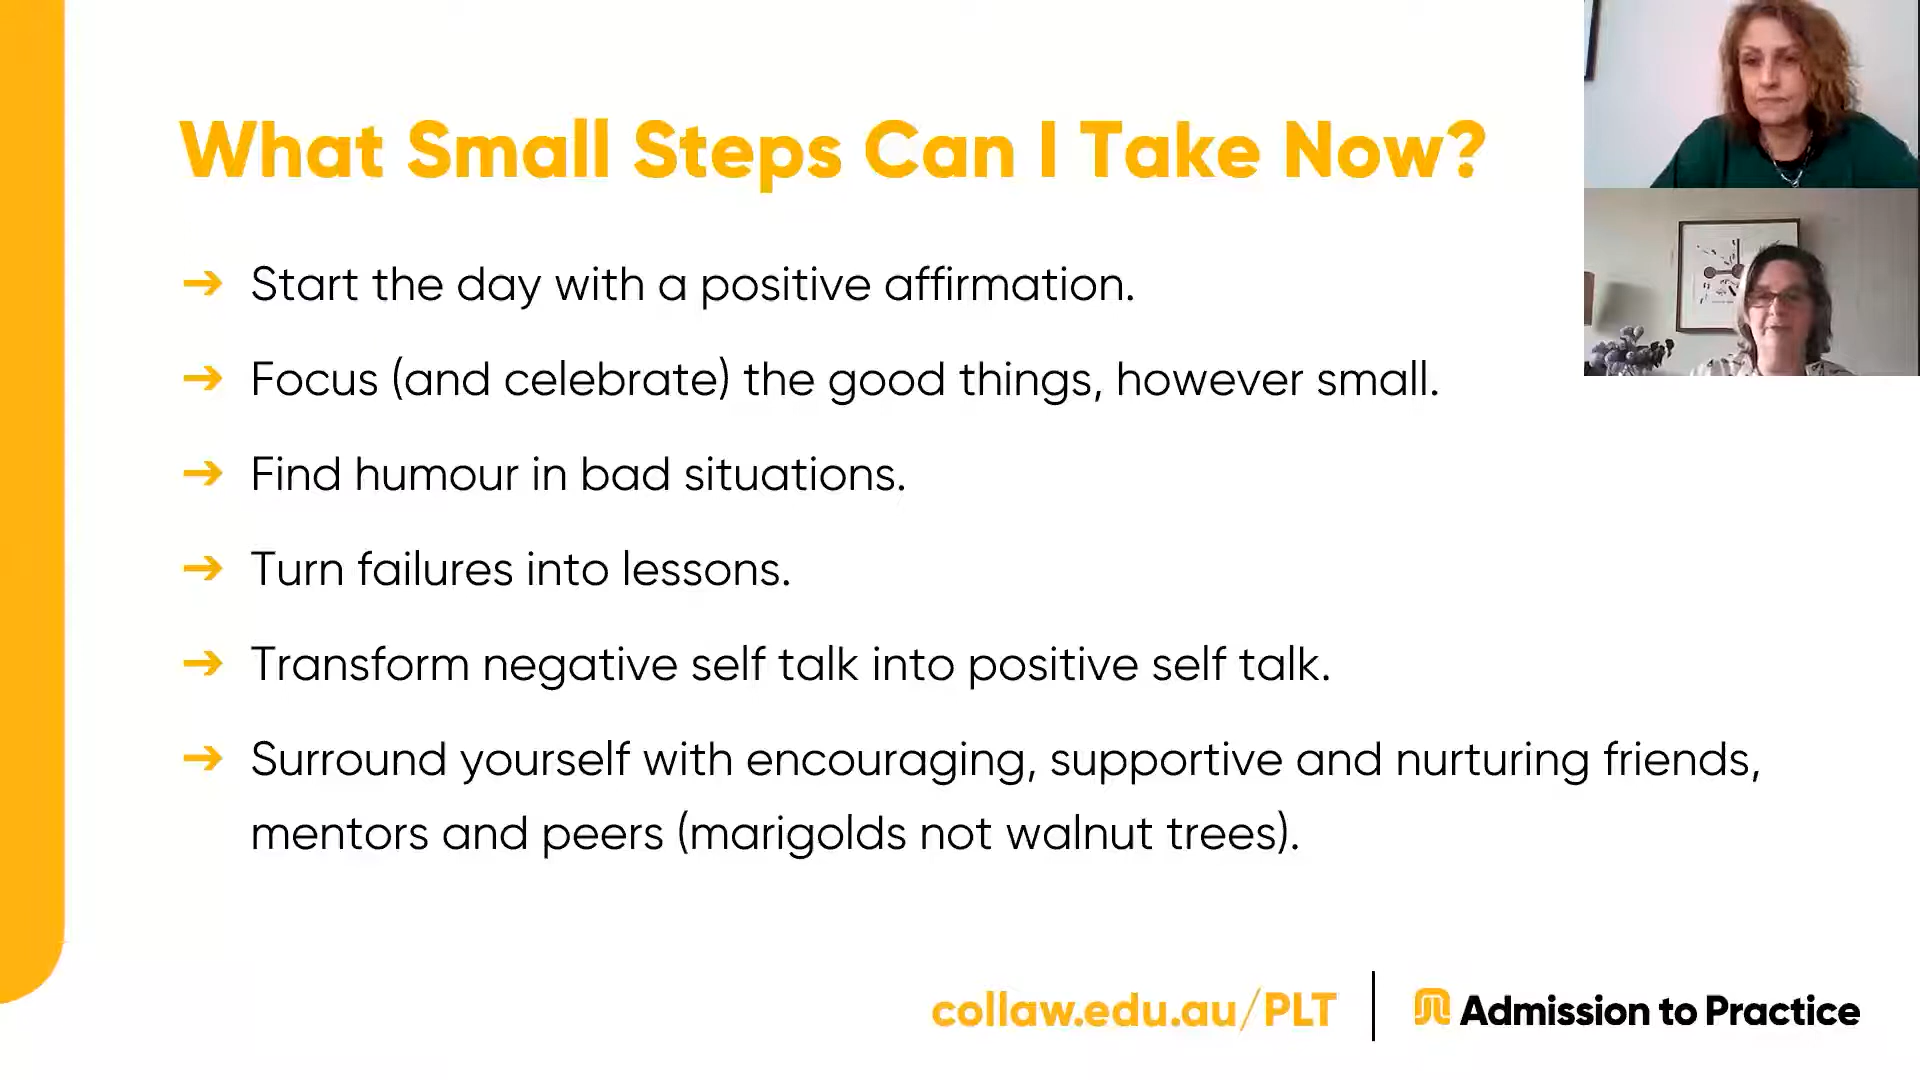 What Small Steps Can I Take Now?
→ Start the day with a positive affirmation.
→ Focus (and celebrate) the good things, however small.
→ Find humour in bad situations.
→ Turn failures into lessons.
→ Transform negative self talk into positive self talk.
→ Surround yourself with encouraging, supportive and nurturing friends,
mentors and peers (marigolds not walnut trees).
collaw.edu.au/PLT | Admission to Practice